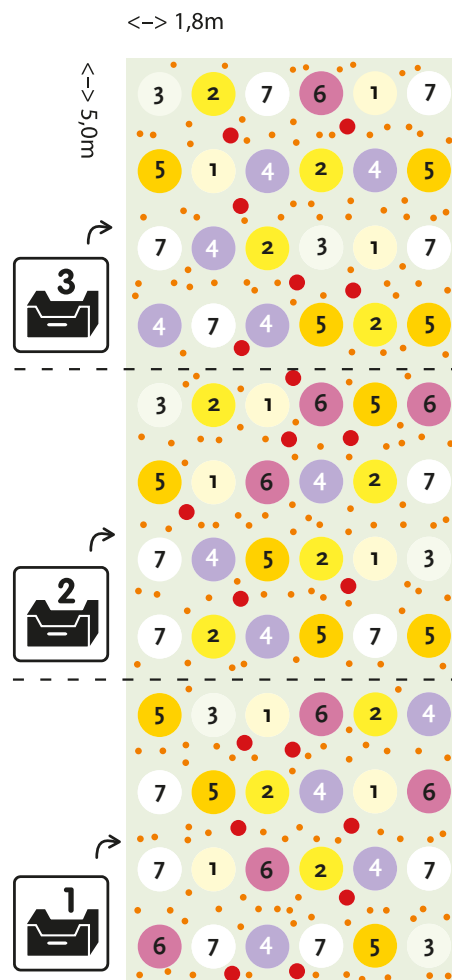 <-> 1,8m
<-> 5,0m
3 2 7 6 1 7
5 1 4 2 4 5
7 4 2 3 1 7
3
4 7 4 5 2 5
3 2 1 6 5 6
5 1 6 4 2 7
7 4 5 2 1 3
2
7 2 4 5 7 5
5 3 1 6 2 4
7 5 2 4 1 6
7 1 6 2 4 7
1
6 7 4 7 5 3